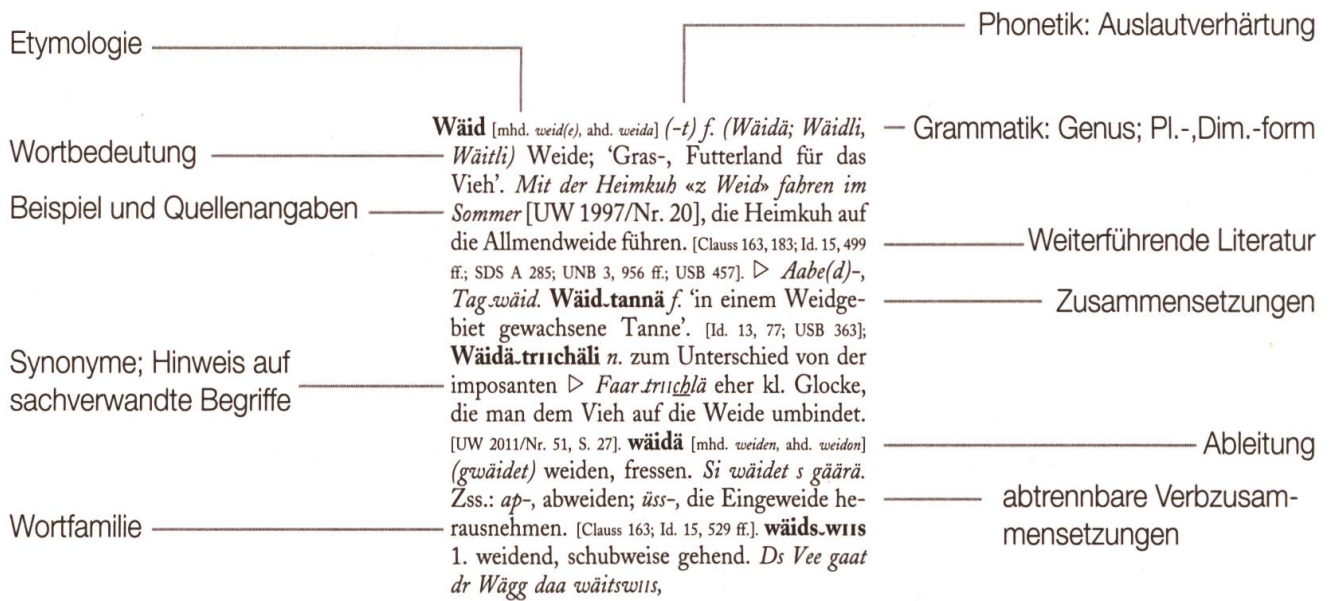 Etymologie
Phonetik: Auslautverhärtung
Wortbedeutung
Beispiel und Quellenangaben
Synonyme; Hinweis auf
sachverwandte Begriffe
Wortfamilie
Wäid [mhd. weid(e), ahd. weida] (-t) f. (Wäidä; Wäidli,
Wäitli) Weide; ‘Gras-, Futterland für das
Vieh’. Mit der Heimkuh «z Weid» fahren im
Sommer [UW 1997/Nr. 20], die Heimkuh auf
die Allmendweide führen. [Clauss 163, 183; Id. 15, 499
ff.; SDS A 285; UNB 3, 956 ff.; USB 457]. ▷ Aabe(d)-,
Tag‿wäid. Wäid‿tannä f. ‘in einem Weidge-
biet gewachsene Tanne’. [Id. 13, 77; USB 363];
Wäidä‿trııchäli n. zum Unterschied von der
imposanten ▷ Faar‿trııchlä eher kl. Glocke,
die man dem Vieh auf die Weide umbindet.
[UW 2011/Nr. 51, S. 27]. wäidä [mhd. weiden, ahd. weidon]
(gwäidet) weiden, fressen. Si wäidet s gäärä.
Zss.: ap-, abweiden; üss-, die Eingeweide he-
rausnehmen. [Clauss 163; Id. 15, 529 ff.]. wäids‿wııs
1. weidend, schubweise gehend. Ds Vee gaat
dr Wägg daa wäitswııs,
Grammatik: Genus; Pl.-,Dim.-form
Weiterführende Literatur
Zusammensetzungen
Ableitung
abtrennbare Verbzusam-
mensetzungen